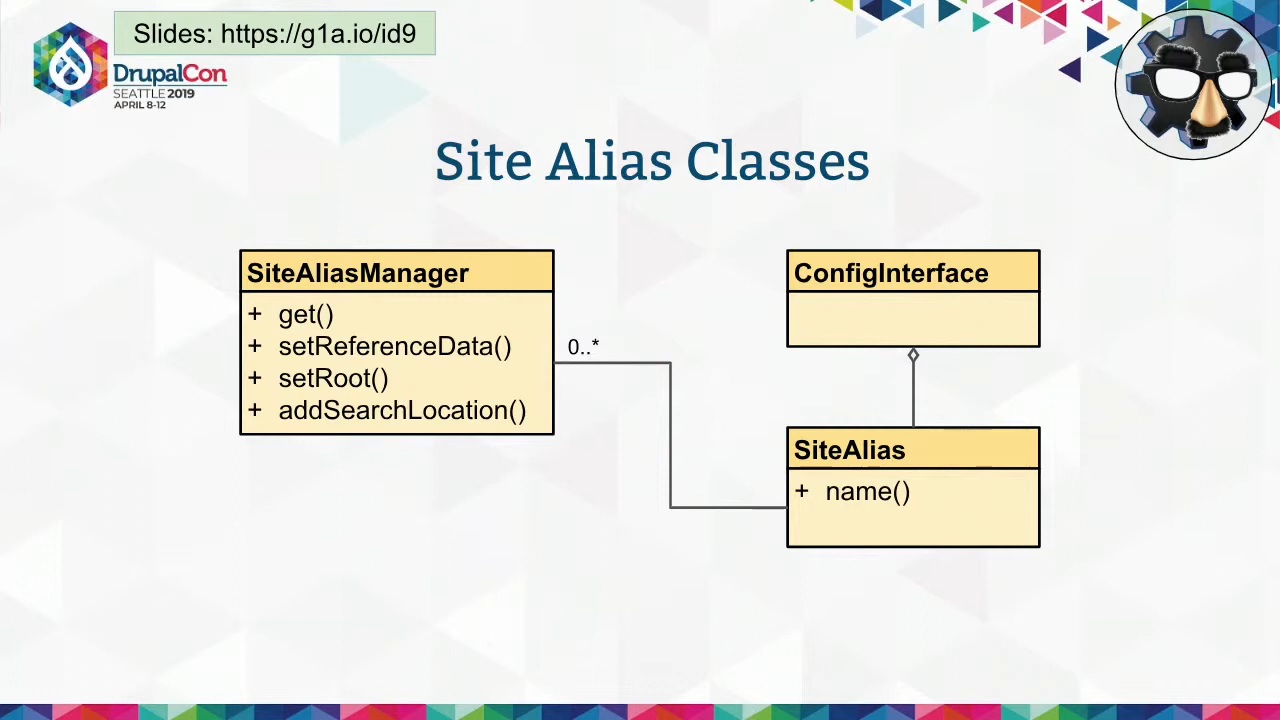 Slides: https://g1a.io/id9
DrupalCon
SEATTLE 2019
APRIL 8-12
Site Alias Classes
SiteAliasManager
+ get()
+ setReferenceData()
+ setRoot()
+ addSearchLocation()
0..*
ConfigInterface
SiteAlias
+ name()